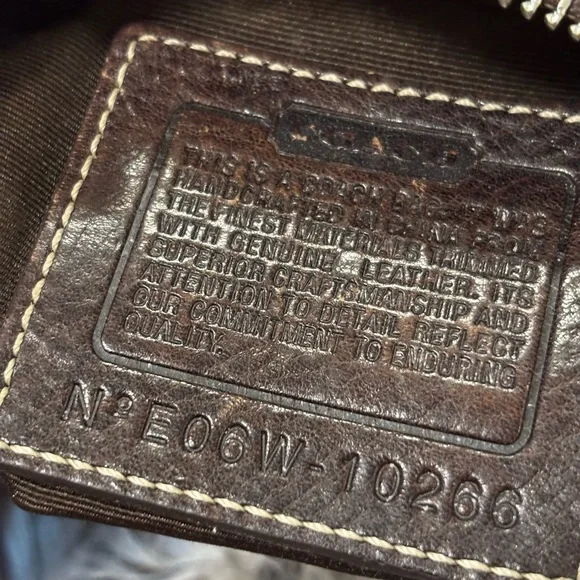 COACH
THIS IS A COACH BAG. IT WAS
HANDCRAFTED IN CHINA FROM
THE FINEST MATERIALS TRIMMED
WITH GENUINE LEATHER. ITS
SUPERIOR CRAFTSMANSHIP AND
ATTENTION TO DETAIL REFLECT
OUR COMMITMENT TO ENDURING
QUALITY.
Nº E06W-10266